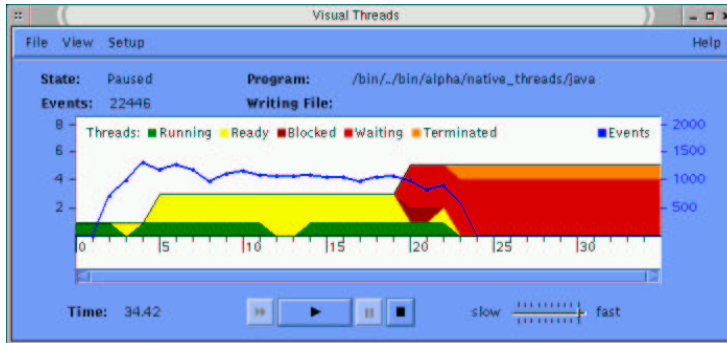 Visual Threads
File View Setup Help
State: Paused Program: /bin/../bin/alpha/native_threads/java
Events: 22446 Writing File:
8 Threads: Running Ready Blocked Waiting Terminated Events 2000
6 1500
4 1000
2 500
0 5 10 15 20 25 30
Time: 34.42 slow fast